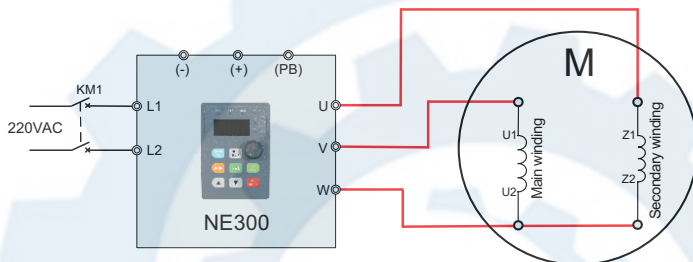 M
(-) (+) (PB)
KM1
L1
U
220VAC
U1
Z1
V
L2
Main winding
Secondary winding
U2
Z2
W
NE300